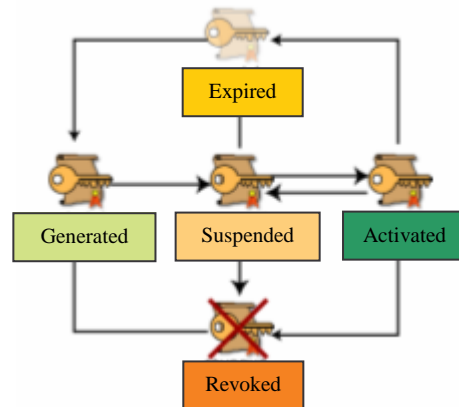 Expired
Generated
Suspended
Activated
Revoked